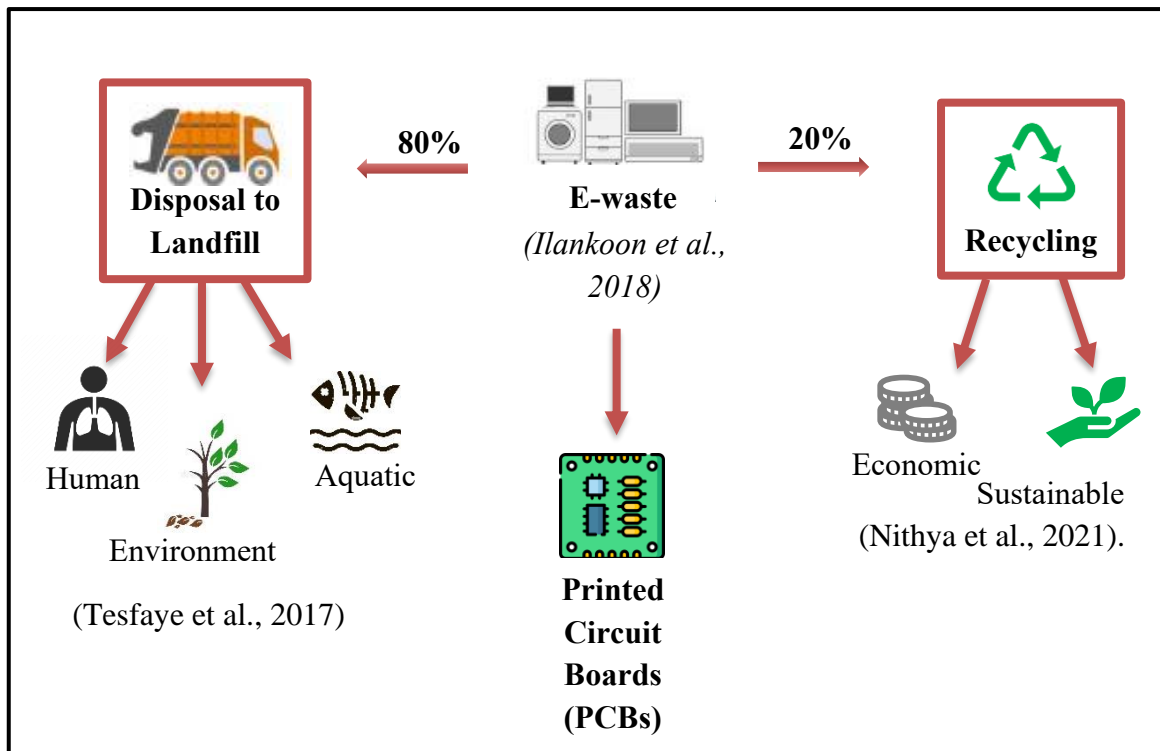 80%
20%
Disposal to
Landfill
E-waste
(Ilankoon et al.,
2018)
Recycling
Human
Environment
Aquatic
(Tesfaye et al., 2017)
Printed
Circuit
Boards
(PCBs)
Economic
Sustainable
(Nithya et al., 2021).